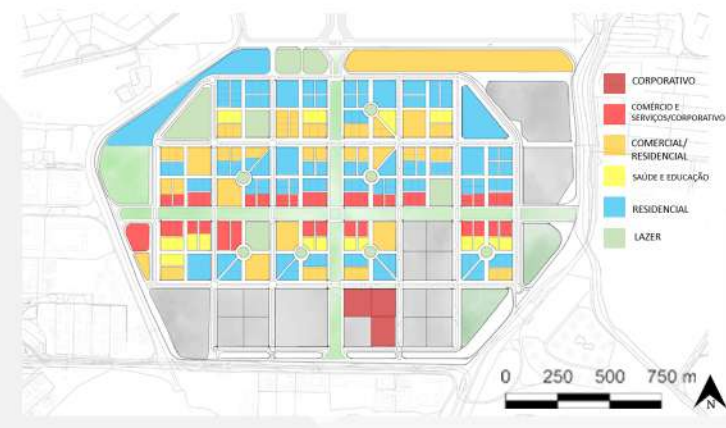 CORPORATIVO
COMÉRCIO E
SERVIÇOS/CORPORATIVO
COMERCIAL/
RESIDENCIAL
SAÚDE E EDUCAÇÃO
RESIDENCIAL
LAZER
0 250 500 750 m
N